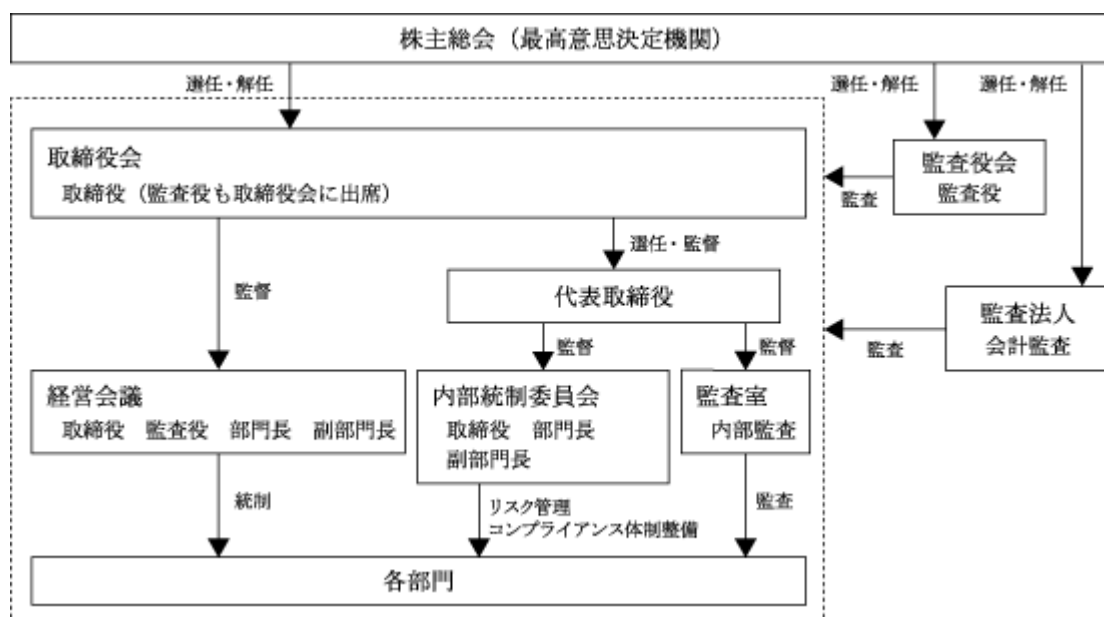 株主総会（最高意思決定機関）
選任・解任
選任・解任
選任・解任
取締役会
取締役（監査役も取締役会に出席）
監査役会
監査役
監査
選任・監督
監督
代表取締役
監査法人
会計監査
監査
監督
監督
経営会議
取締役　監査役　部門長　副部門長
内部統制委員会
取締役　部門長
副部門長
監査室
内部監査
統制
リスク管理
コンプライアンス体制整備
監査
各部門